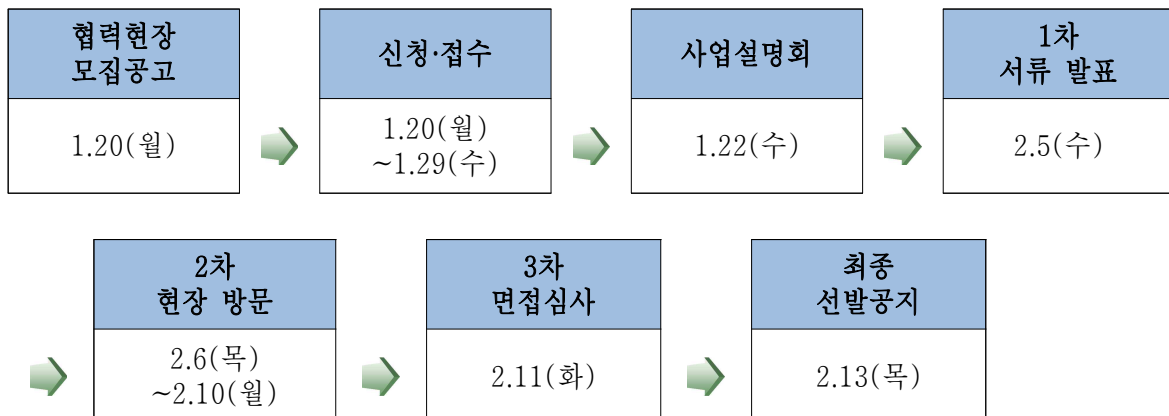 협력현장
모집공고
1.20(월)
신청·접수
1.20(월)
~1.29(수)
사업설명회
1.22(수)
1차
서류 발표
2.5(수)
2차
현장 방문
2.6(목)
~2.10(월)
3차
면접심사
2.11(화)
최종
선발공지
2.13(목)